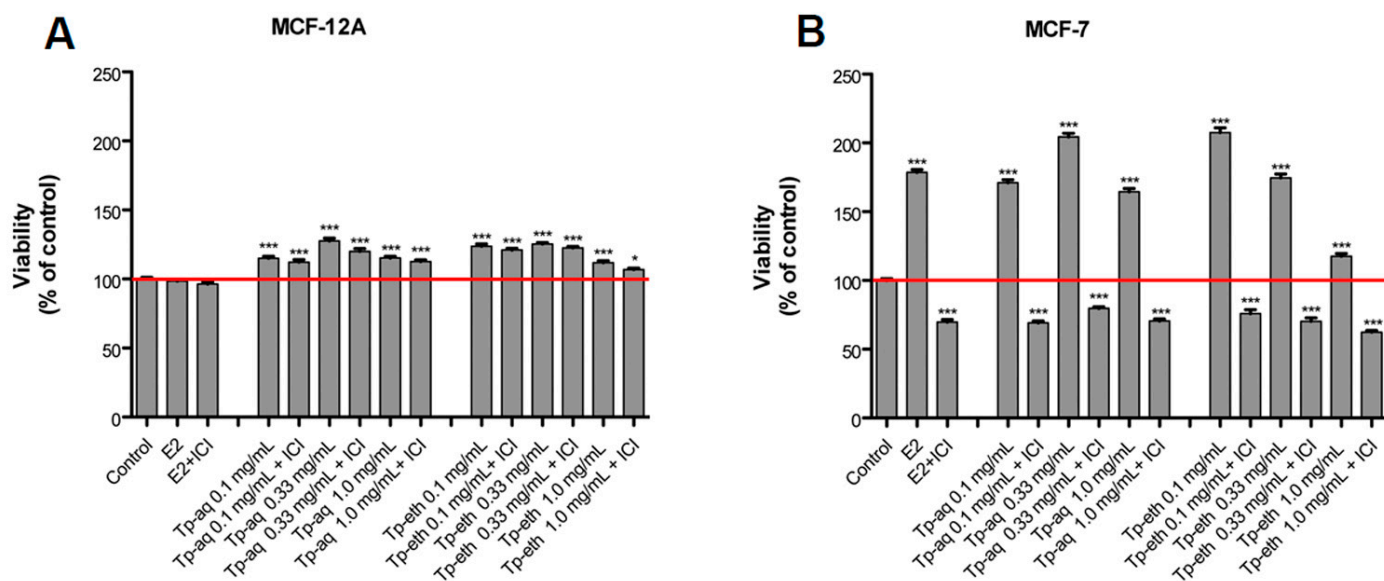 A
MCF-12A
Viability
(% of control)
250
200
150
100
50
0
***
***
***
***
***
***
***
***
***
***
***
*
Control
E2
E2+ICI
Tp-aq 0.1 mg/mL
Tp-aq 0.1 mg/mL+ ICI
Tp-aq 0.33 mg/mL
Tp-aq 0.33 mg/mL + ICI
Tp-aq 1.0 mg/mL
Tp-aq 1.0 mg/mL+ ICI
Tp-eth 0.1 mg/mL
Tp-eth 0.1 mg/mL+ ICI
Tp-eth 0.33 mg/mL
Tp-eth 0.33 mg/mL + ICI
Tp-eth 1.0 mg/mL
Tp-eth 1.0 mg/mL+ ICI
B
MCF-7
Viability
(% of control)
250
200
150
100
50
0
***
***
***
***
***
***
***
***
***
***
***
***
***
***
Control
E2
E2+ICI
Tp-aq 0.1 mg/mL
Tp-aq 0.1 mg/mL+ ICI
Tp-aq 0.33 mg/mL
Tp-aq 0.33 mg/mL + ICI
Tp-aq 1.0 mg/mL
Tp-aq 1.0 mg/mL+ ICI
Tp-eth 0.1 mg/mL
Tp-eth 0.1 mg/mL+ ICI
Tp-eth 0.33 mg/mL
Tp-eth 0.33 mg/mL + ICI
Tp-eth 1.0 mg/mL
Tp-eth 1.0 mg/mL+ ICI